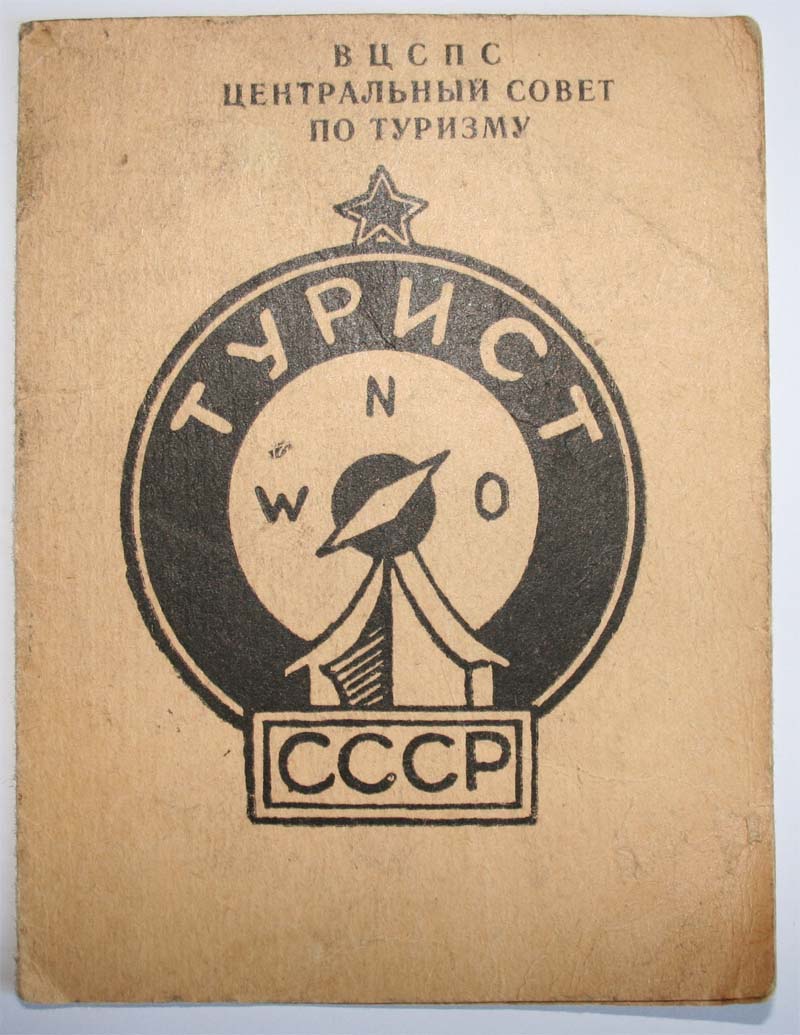 ВЦСПС
ЦЕНТРАЛЬНЫЙ СОВЕТ
ПО ТУРИЗМУ
ТУРИСТ
N
W O
СССР